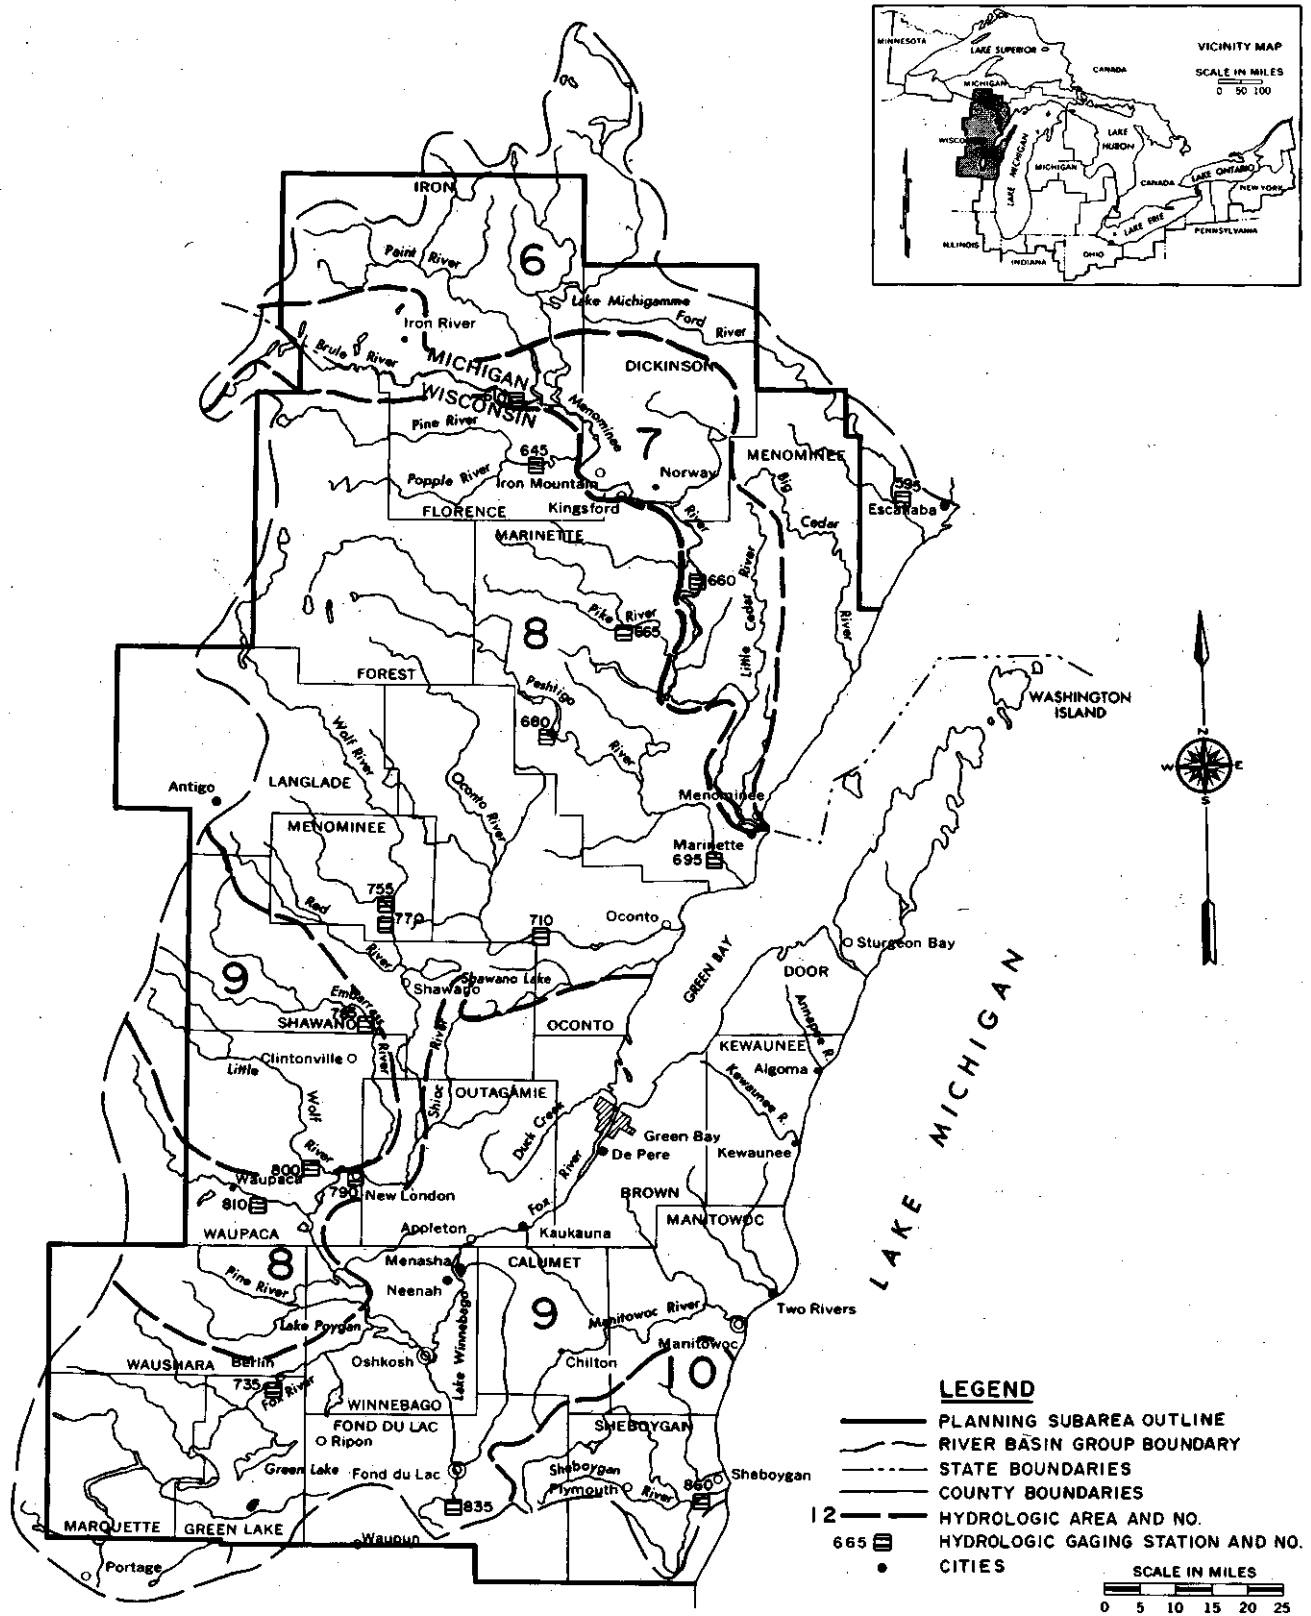 VICINITY MAP
SCALE IN MILES
0 50 100
MINNESOTA
LAKE SUPERIOR
CANADA
MICHIGAN
LAKE HURON
LAKE MICHIGAN
MICHIGAN
CANADA
LAKE ONTARIO
NEW YORK
LAKE ERIE
PENNSYLVANIA
ILLINOIS
INDIANA
OHIO
IRON
Paint River
6
Lake Michigamme
Ford River
Iron River
Brule River
MICHIGAN
WISCONSIN
DICKINSON
Menominee
Pine River
645
7
MENOMINEE
Popple River
Iron Mountain
Norway
Big
595
Kingsford
Escanaba
FLORENCE
River
Cedar
MARINETTE
660
Little Cedar River
Pike River
665
River
8
FOREST
Peshtigo
WASHINGTON
ISLAND
680
River
Wolf River
N
W E
S
LANGLADE
Antigo
Oconto River
Menominee
MENOMINEE
Marinette
695
755
Red
770
710
Oconto
River
Sturgeon Bay
GREEN BAY
DOOR
9
Shawano Lake
Shawano
Embarrass
785
SHAWANO
OCONTO
Annapee R.
KEWAUNEE
Clintonville
River
River
Algoma
LAKE MICHIGAN
Little
Wolf
OUTAGAMIE
Shioc
Kewaunee R.
Duck Creek
Green Bay
De Pere
Kewaunee
River
River
800
Waupaca
790
New London
810
Fox
BROWN
MANITOWOC
WAUPACA
Appleton
Kaukauna
8
Menasha
CALUMET
Pine River
Neenah
Two Rivers
9
Manitowoc River
Lake Poygan
Lake Winnebago
Manitowoc
WAUSHARA
Berlin
Oshkosh
Chilton
10
735
Fox River
WINNEBAGO
FOND DU LAC
SHEBOYGAN
Ripon
Green Lake
Fond du Lac
Sheboygan
Sheboygan
Plymouth
River
860
835
MARQUETTE
GREEN LAKE
Waupun
Portage
LEGEND
PLANNING SUBAREA OUTLINE
RIVER BASIN GROUP BOUNDARY
STATE BOUNDARIES
COUNTY BOUNDARIES
12 HYDROLOGIC AREA AND NO.
665 HYDROLOGIC GAGING STATION AND NO.
CITIES
SCALE IN MILES
0 5 10 15 20 25